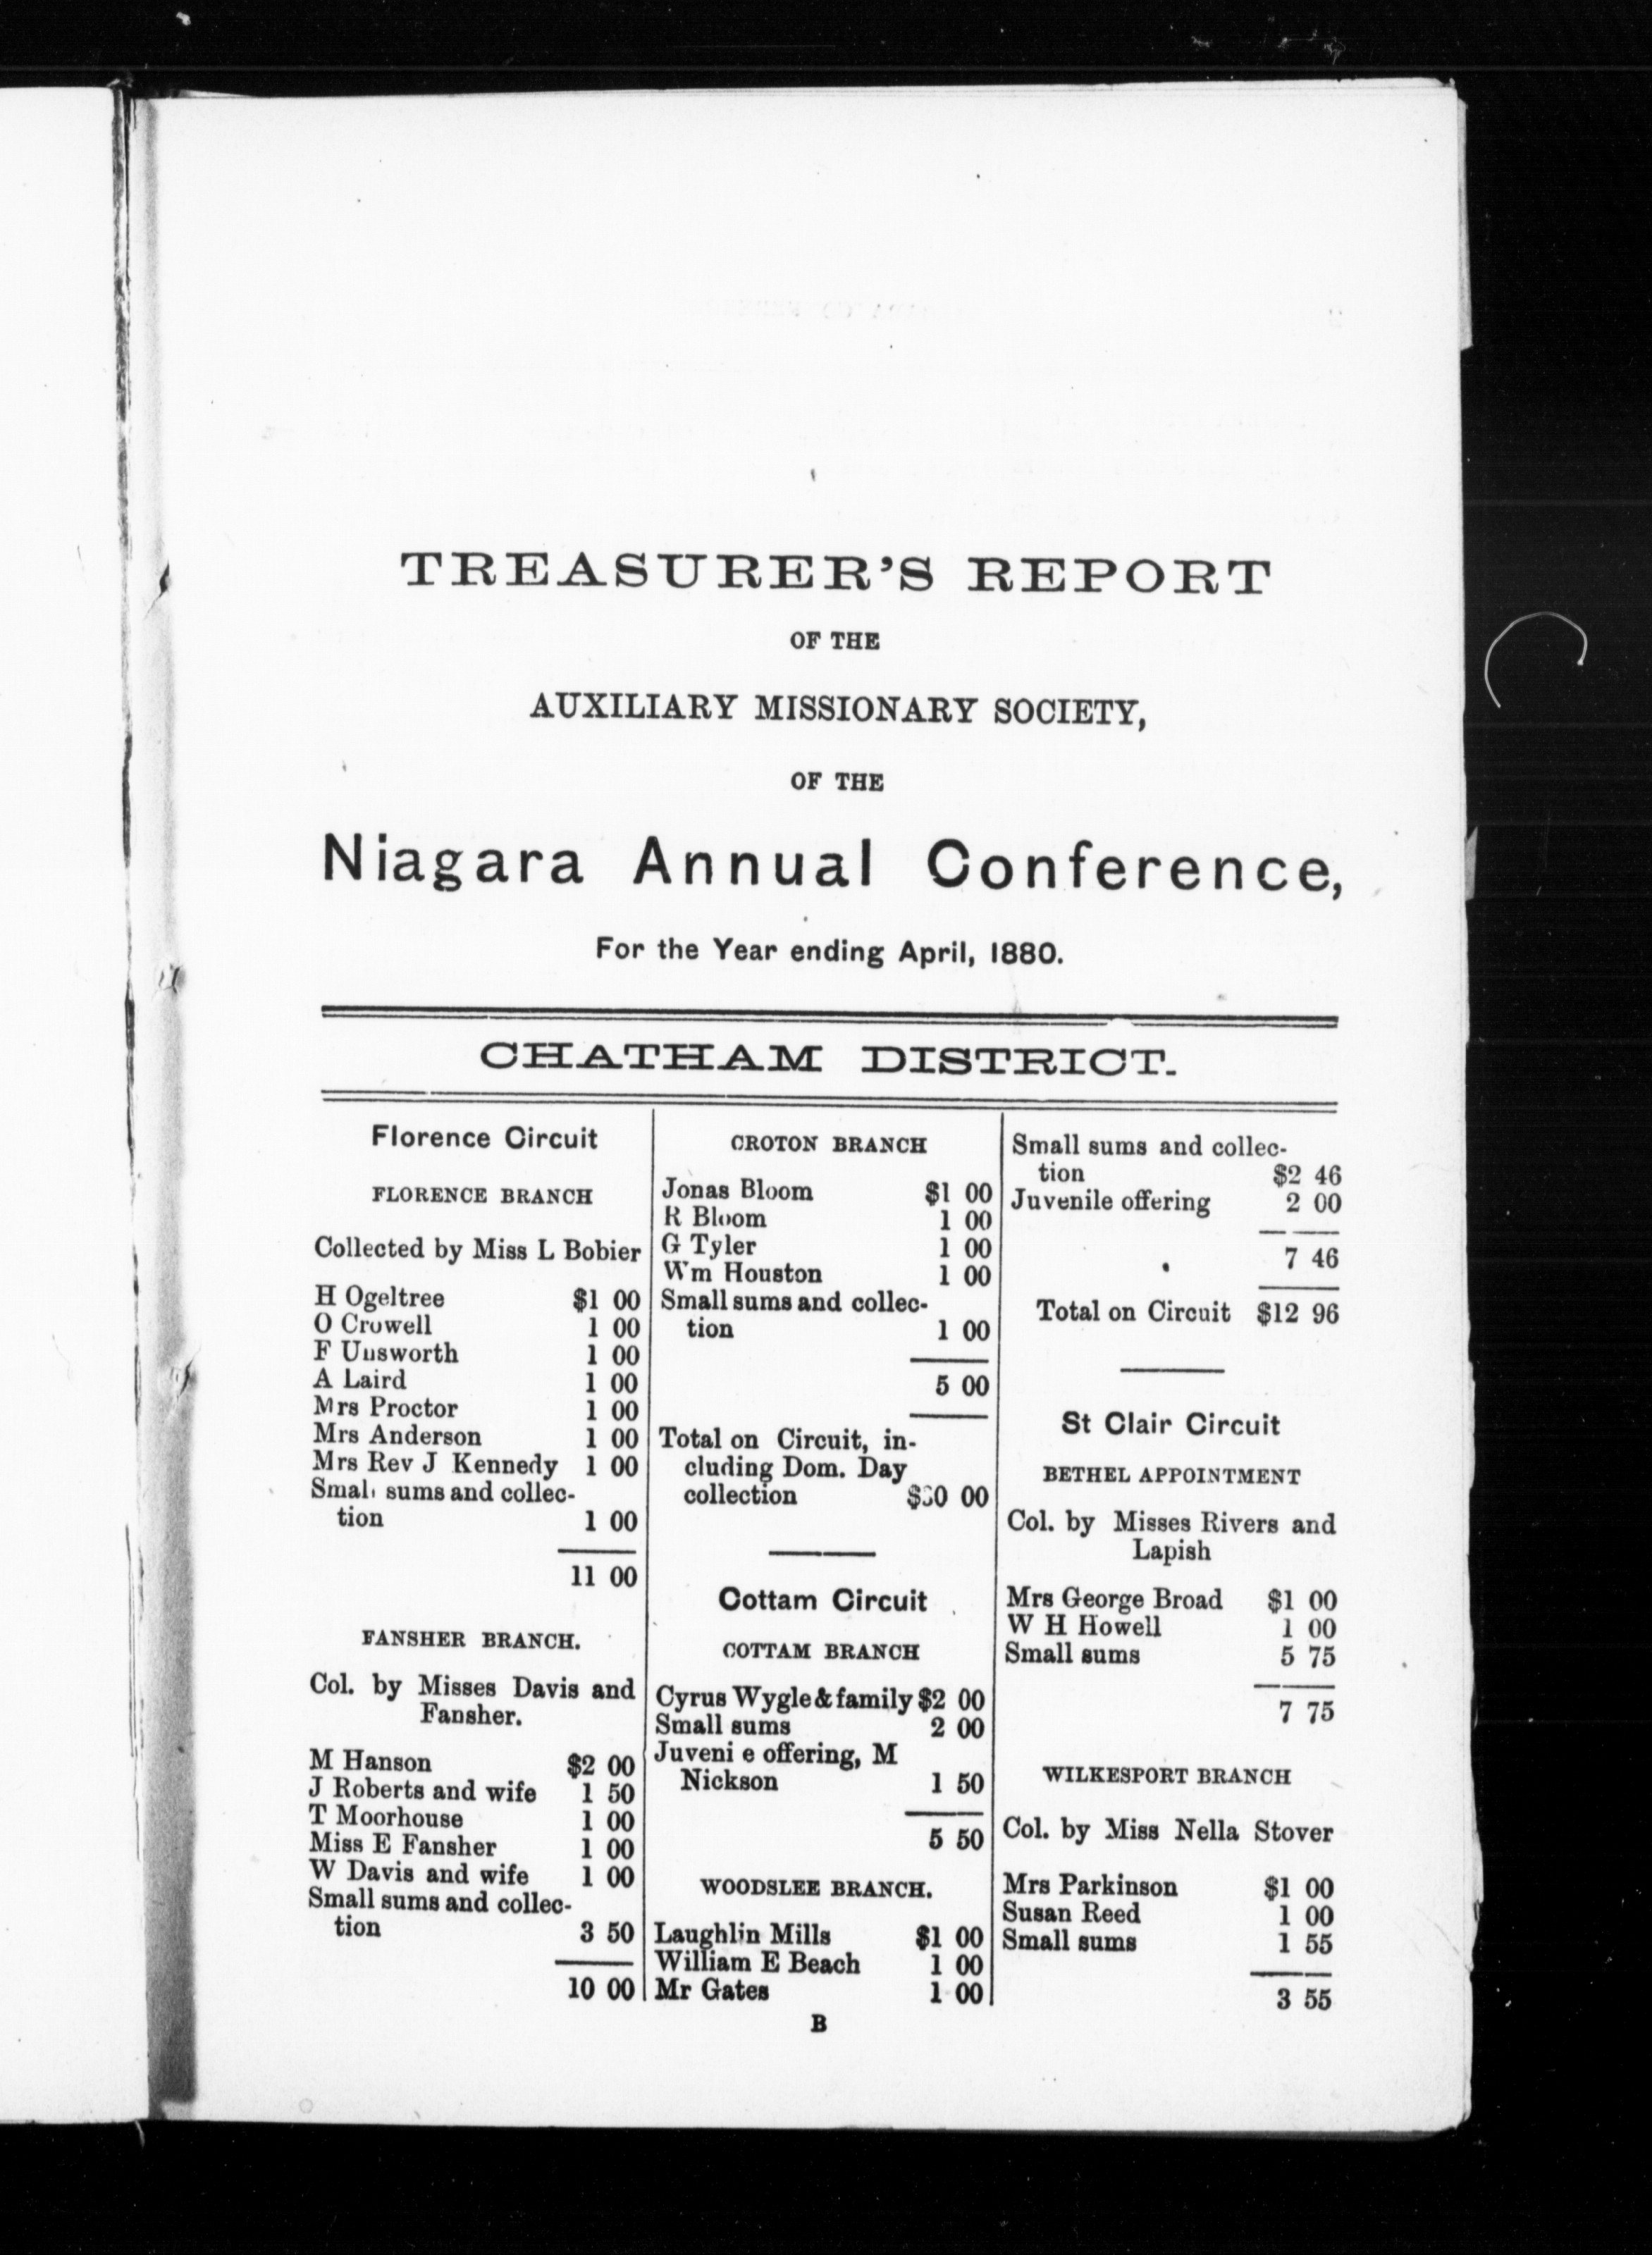 TREASURER'S REPORT
OF THE
AUXILIARY MISSIONARY SOCIETY,
OF THE
Niagara Annual Conference,
For the Year ending April, 1880.
CHATHAM DISTRICT.
Florence Circuit
FLORENCE BRANCH
Collected by Miss L Bobier
H Ogeltree $1 00
O Crowell 1 00
F Unsworth 1 00
A Laird 1 00
Mrs Proctor 1 00
Mrs Anderson 1 00
Mrs Rev J Kennedy 1 00
Small sums and collec-
tion 1 00
11 00
FANSHER BRANCH.
Col. by Misses Davis and
Fansher.
M Hanson $2 00
J Roberts and wife 1 50
T Moorhouse 1 00
Miss E Fansher 1 00
W Davis and wife 1 00
Small sums and collec-
tion 3 50
10 00
CROTON BRANCH
Jonas Bloom $1 00
R Bloom 1 00
G Tyler 1 00
Wm Houston 1 00
Small sums and collec-
tion 1 00
5 00
Total on Circuit, in-
cluding Dom. Day
collection
Cottam Circuit
COTTAM BRANCH
Cyrus Wygle & family $2 00
Small sums 2 00
Juveni e offering, M
Nickson 1 50
5 50
WOODSLEE BRANCH.
Laughlin Mills $1 00
William E Beach 1 00
Mr Gates 1 00
B
Small sums and collec-
tion $2 46
Juvenile offering 2 00
7 46
Total on Circuit $12 96
St Clair Circuit
BETHEL APPOINTMENT
Col. by Misses Rivers and
Lapish
Mrs George Broad $1 00
W H Howell 1 00
Small sums 5 75
7 75
WILKESPORT BRANCH
Col. by Miss Nella Stover
Mrs Parkinson $1 00
Susan Reed 1 00
Small sums 1 55
3 55